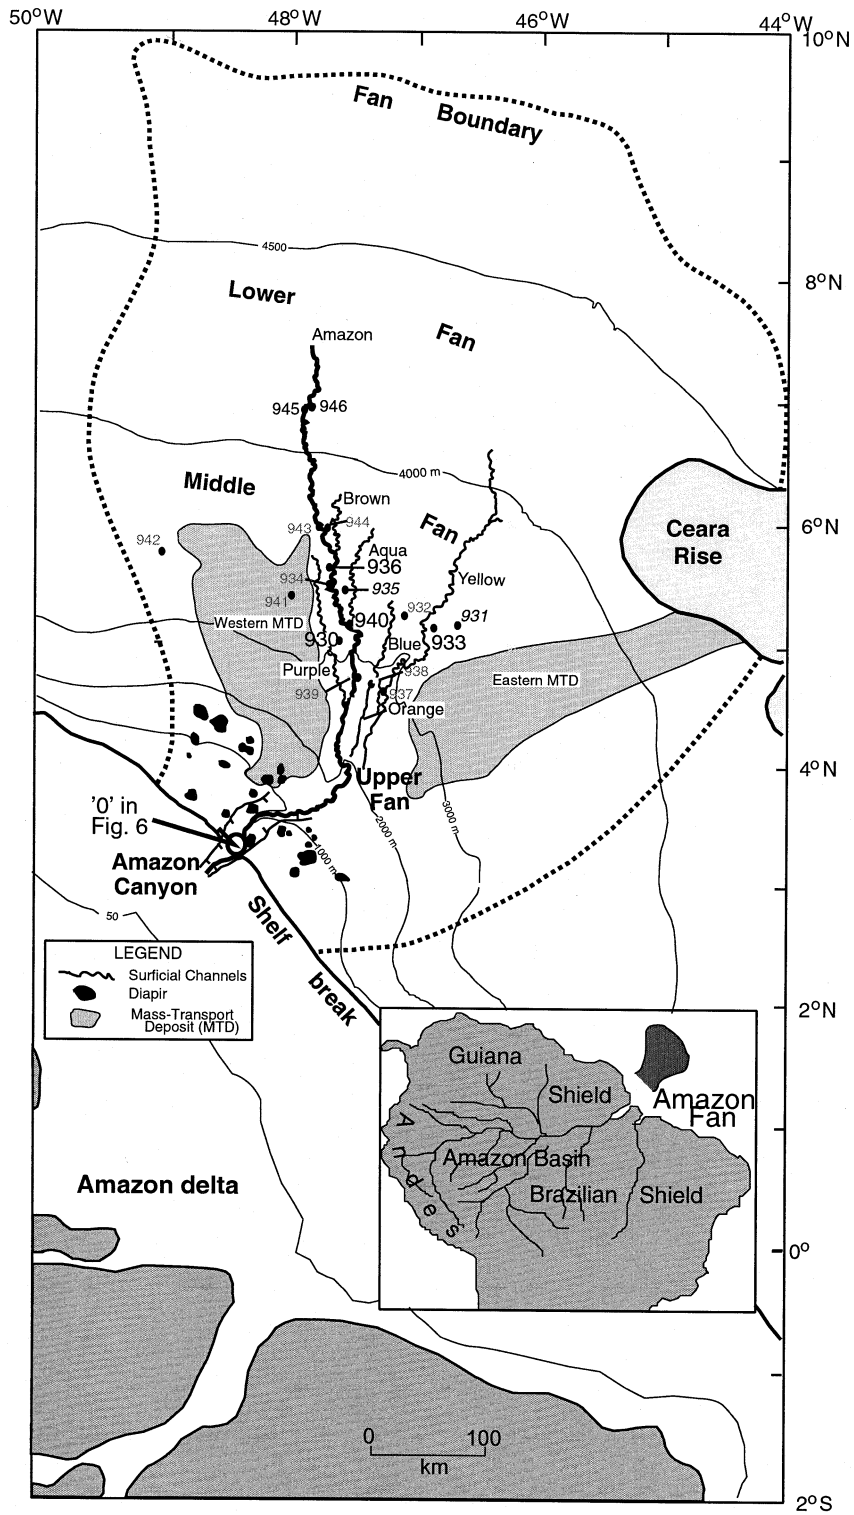 50°W
48°W
46°W
44°W
10°N
Fan Boundary
4500
8°N
Lower
Fan
Amazon
945
946
4000 m
Middle
Fan
Brown
943
944
6°N
Ceara
Rise
942
Aqua
936
934
935
Yellow
941
932
931
Western MTD
940
930
933
Blue
Purple
938
Eastern MTD
939
937
Orange
4°N
Upper
Fan
'0' in
Fig. 6
2000 m
3000 m
1000 m
Amazon
Canyon
Shelf
break
50
LEGEND
Surficial Channels
Diapir
Mass-Transport
Deposit (MTD)
2°N
Guiana
Shield
Amazon
Fan
Andes
Amazon Basin
Brazilian Shield
Amazon delta
0°
0 100
km
2°S